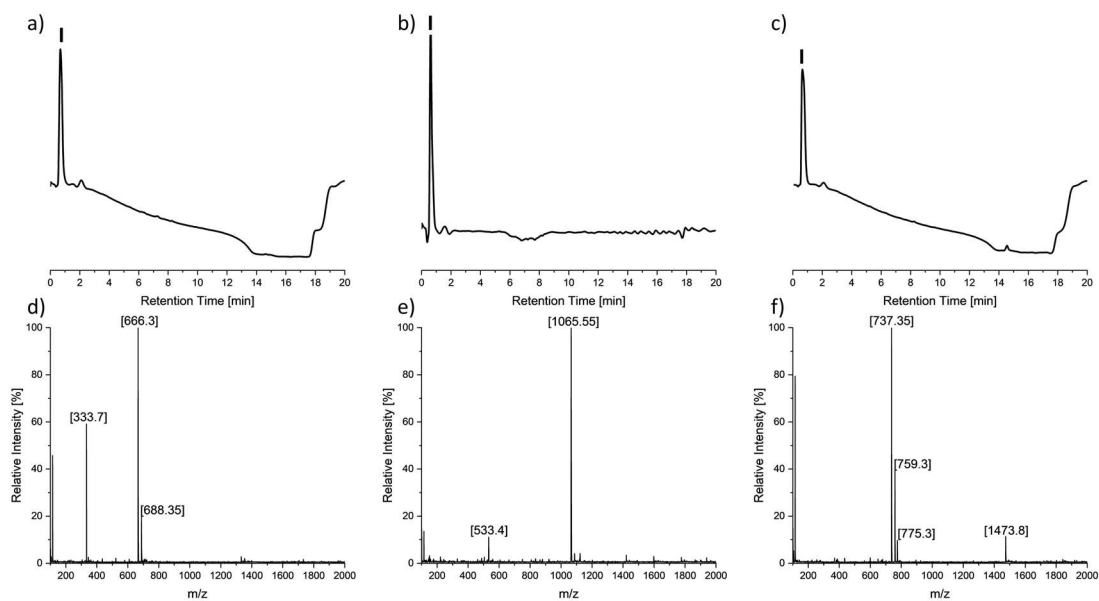 a)
b)
c)
0 2 4 6 8 10 12 14 16 18 20
Retention Time [min]
0 2 4 6 8 10 12 14 16 18 20
Retention Time [min]
0 2 4 6 8 10 12 14 16 18 20
Retention Time [min]
d)
Relative Intensity [%]
100
80
60
40
20
0
[666.3]
[333.7]
[688.35]
200 400 600 800 1000 1200 1400 1600 1800 2000
m/z
e)
Relative Intensity [%]
100
80
60
40
20
0
[1065.55]
[533.4]
200 400 600 800 1000 1200 1400 1600 1800 2000
m/z
f)
Relative Intensity [%]
100
80
60
40
20
0
[737.35]
[759.3]
[775.3]
[1473.8]
200 400 600 800 1000 1200 1400 1600 1800 2000
m/z